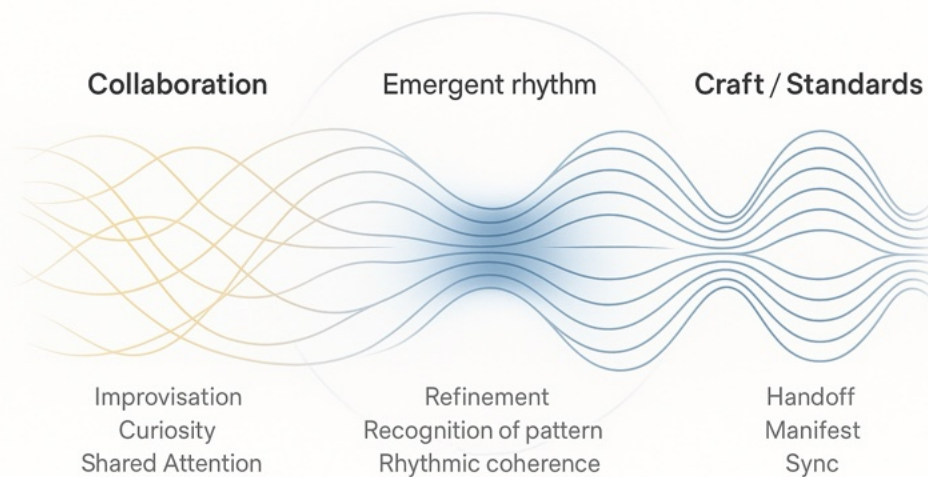 Collaboration
Emergent rhythm
Craft / Standards
Improvisation
Curiosity
Shared Attention
Refinement
Recognition of pattern
Rhythmic coherence
Handoff
Manifest
Sync